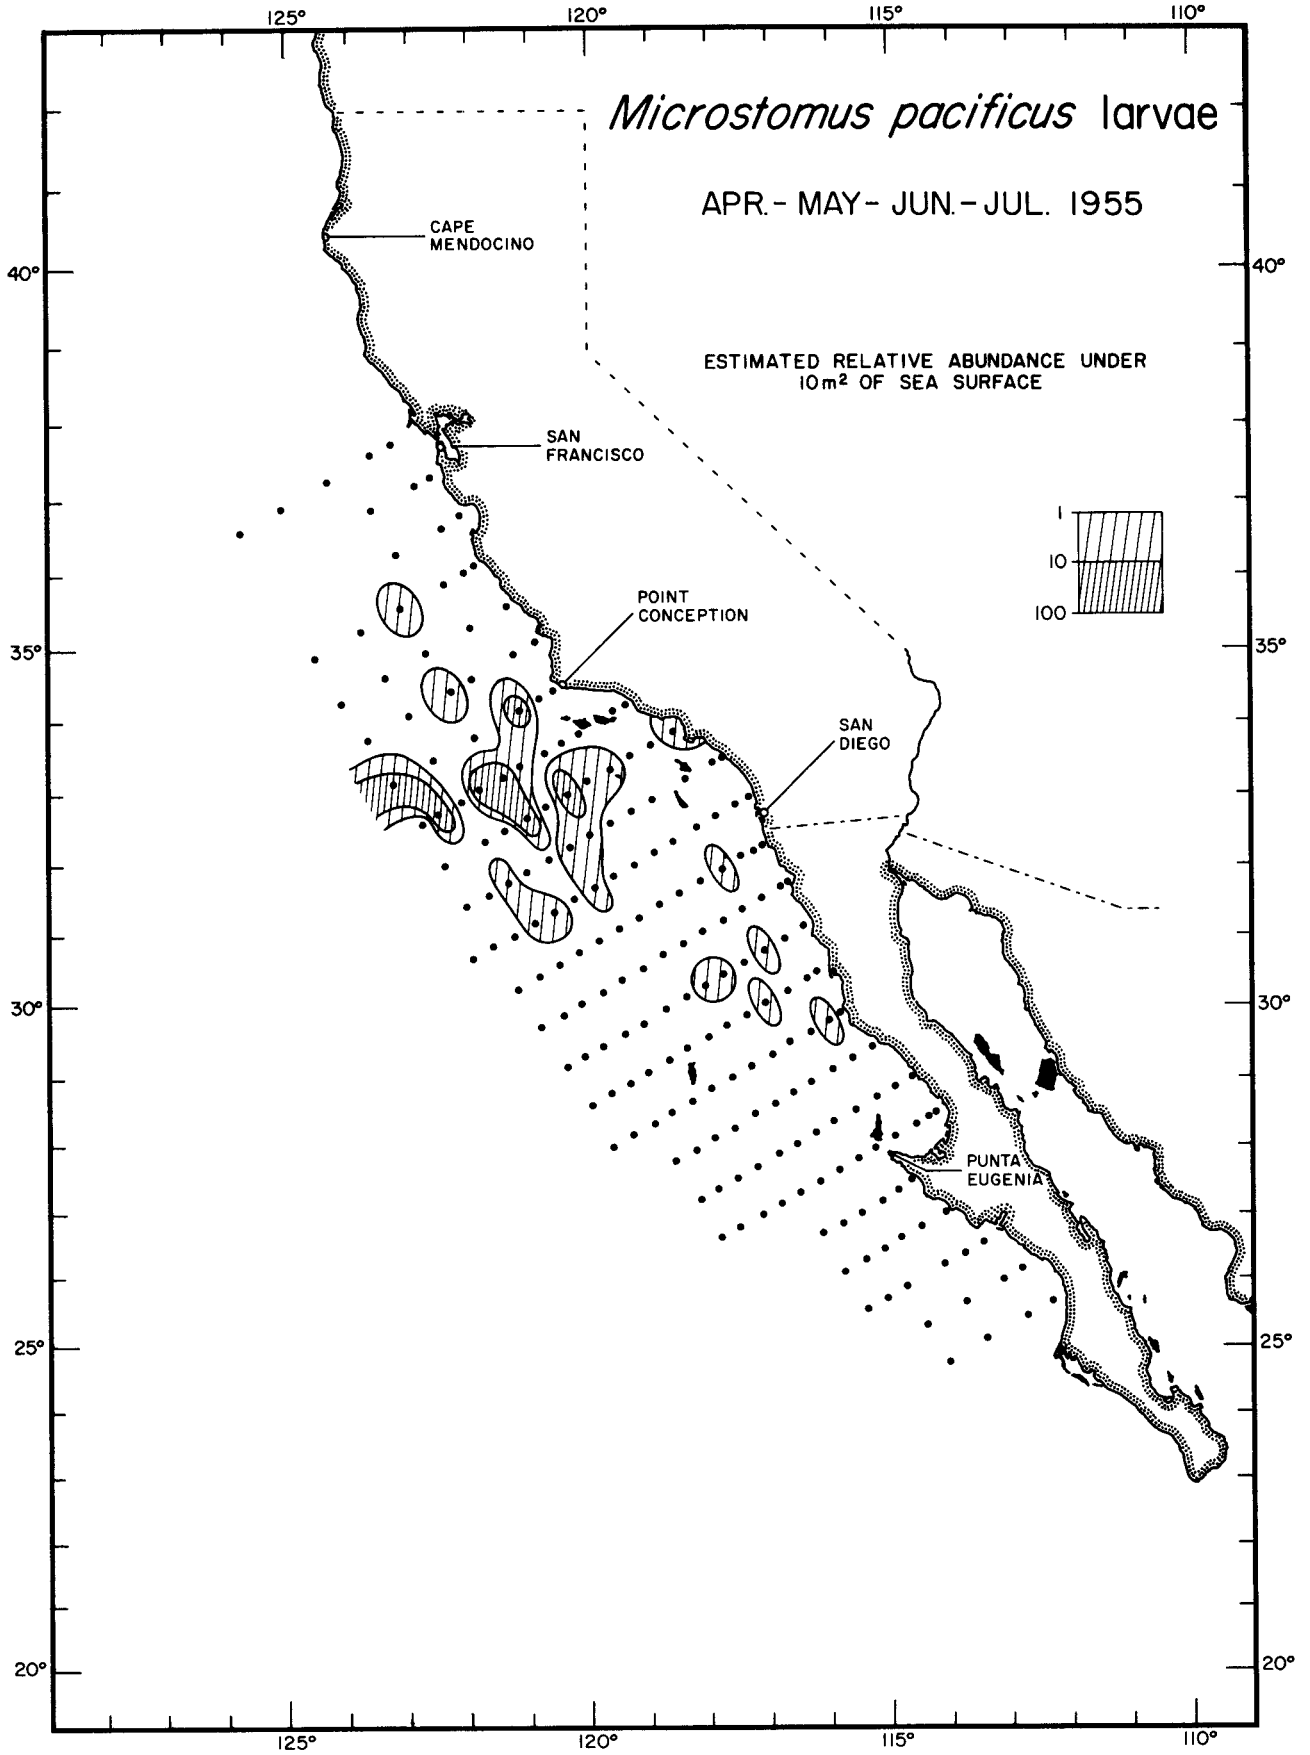 125° 120° 115° 110°
Microstomus pacificus larvae
APR.- MAY- JUN.- JUL. 1955
CAPE
MENDOCINO
40° 40°
ESTIMATED RELATIVE ABUNDANCE UNDER
10m² OF SEA SURFACE
SAN
FRANCISCO
1
10
100
POINT
CONCEPTION
35° 35°
SAN
DIEGO
30° 30°
PUNTA
EUGENIA
25° 25°
20° 20°
125° 120° 115° 110°